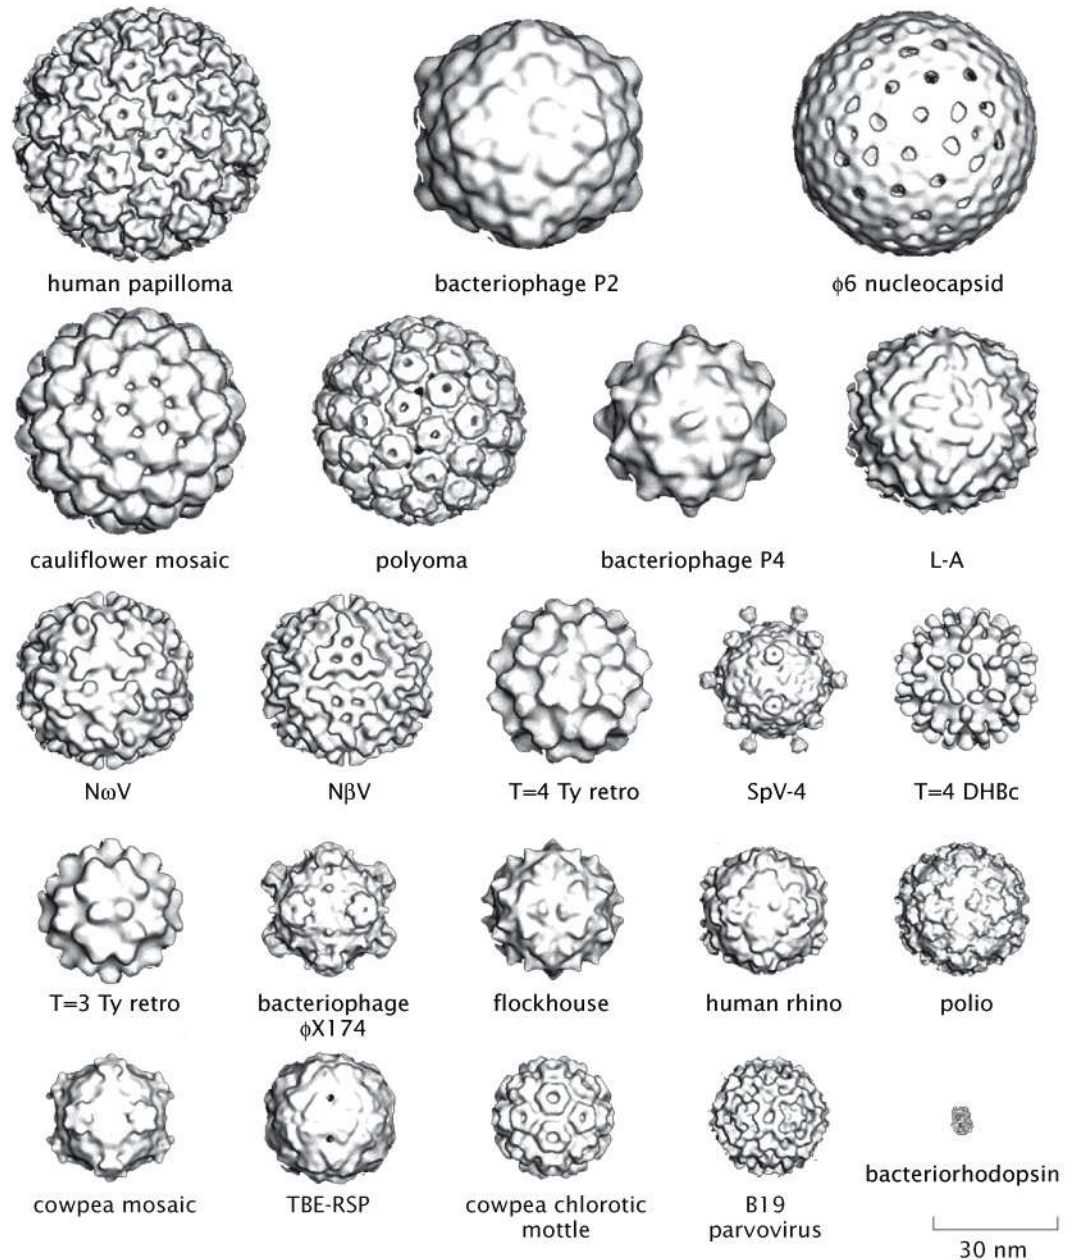 human papilloma
bacteriophage P2
ϕ6 nucleocapsid
cauliflower mosaic
polyoma
bacteriophage P4
L-A
NωV
NβV
T=4 Ty retro
SpV-4
T=4 DHBc
T=3 Ty retro
bacteriophage
ϕX174
flockhouse
human rhino
polio
cowpea mosaic
TBE-RSP
cowpea chlorotic
mottle
B19
parvovirus
bacteriorhodopsin
30 nm